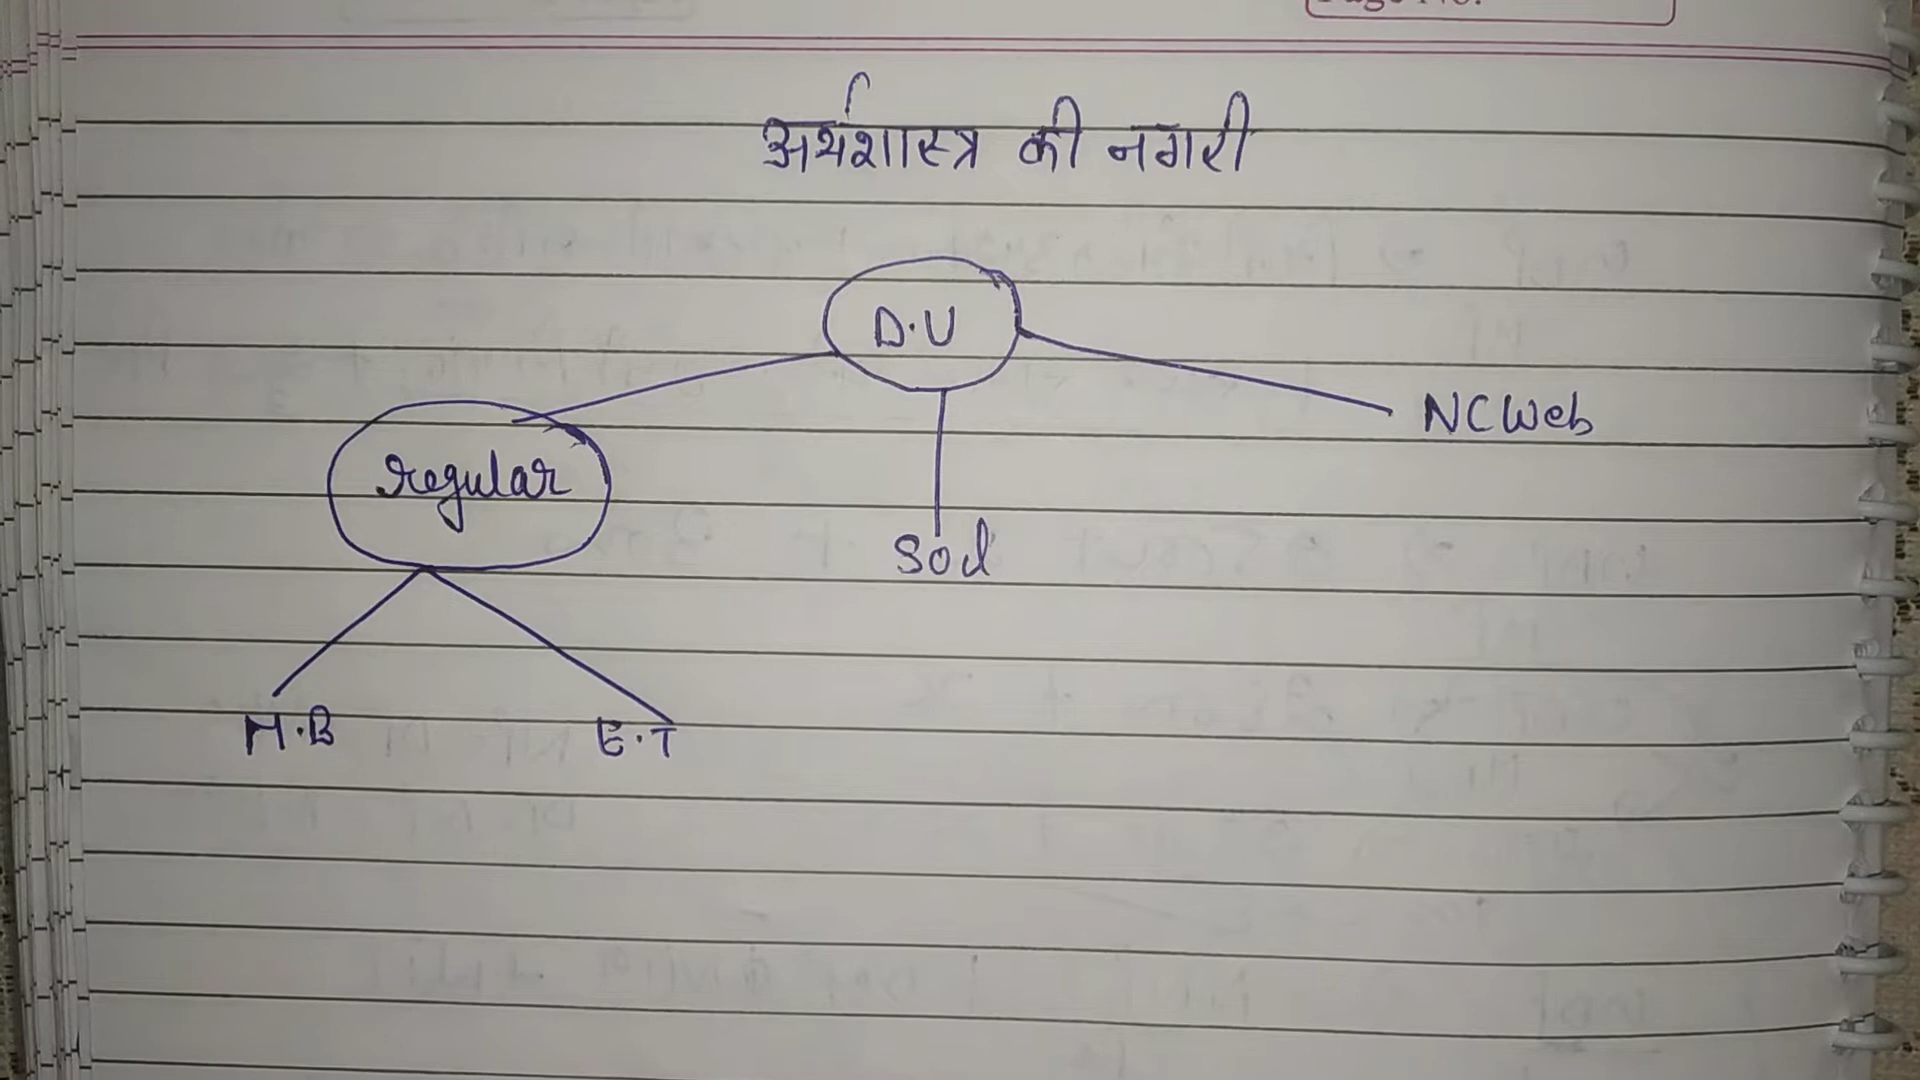 अर्थशास्त्र की नगरी
D.U
NCWeb
regular
Sol
M.B
E.T